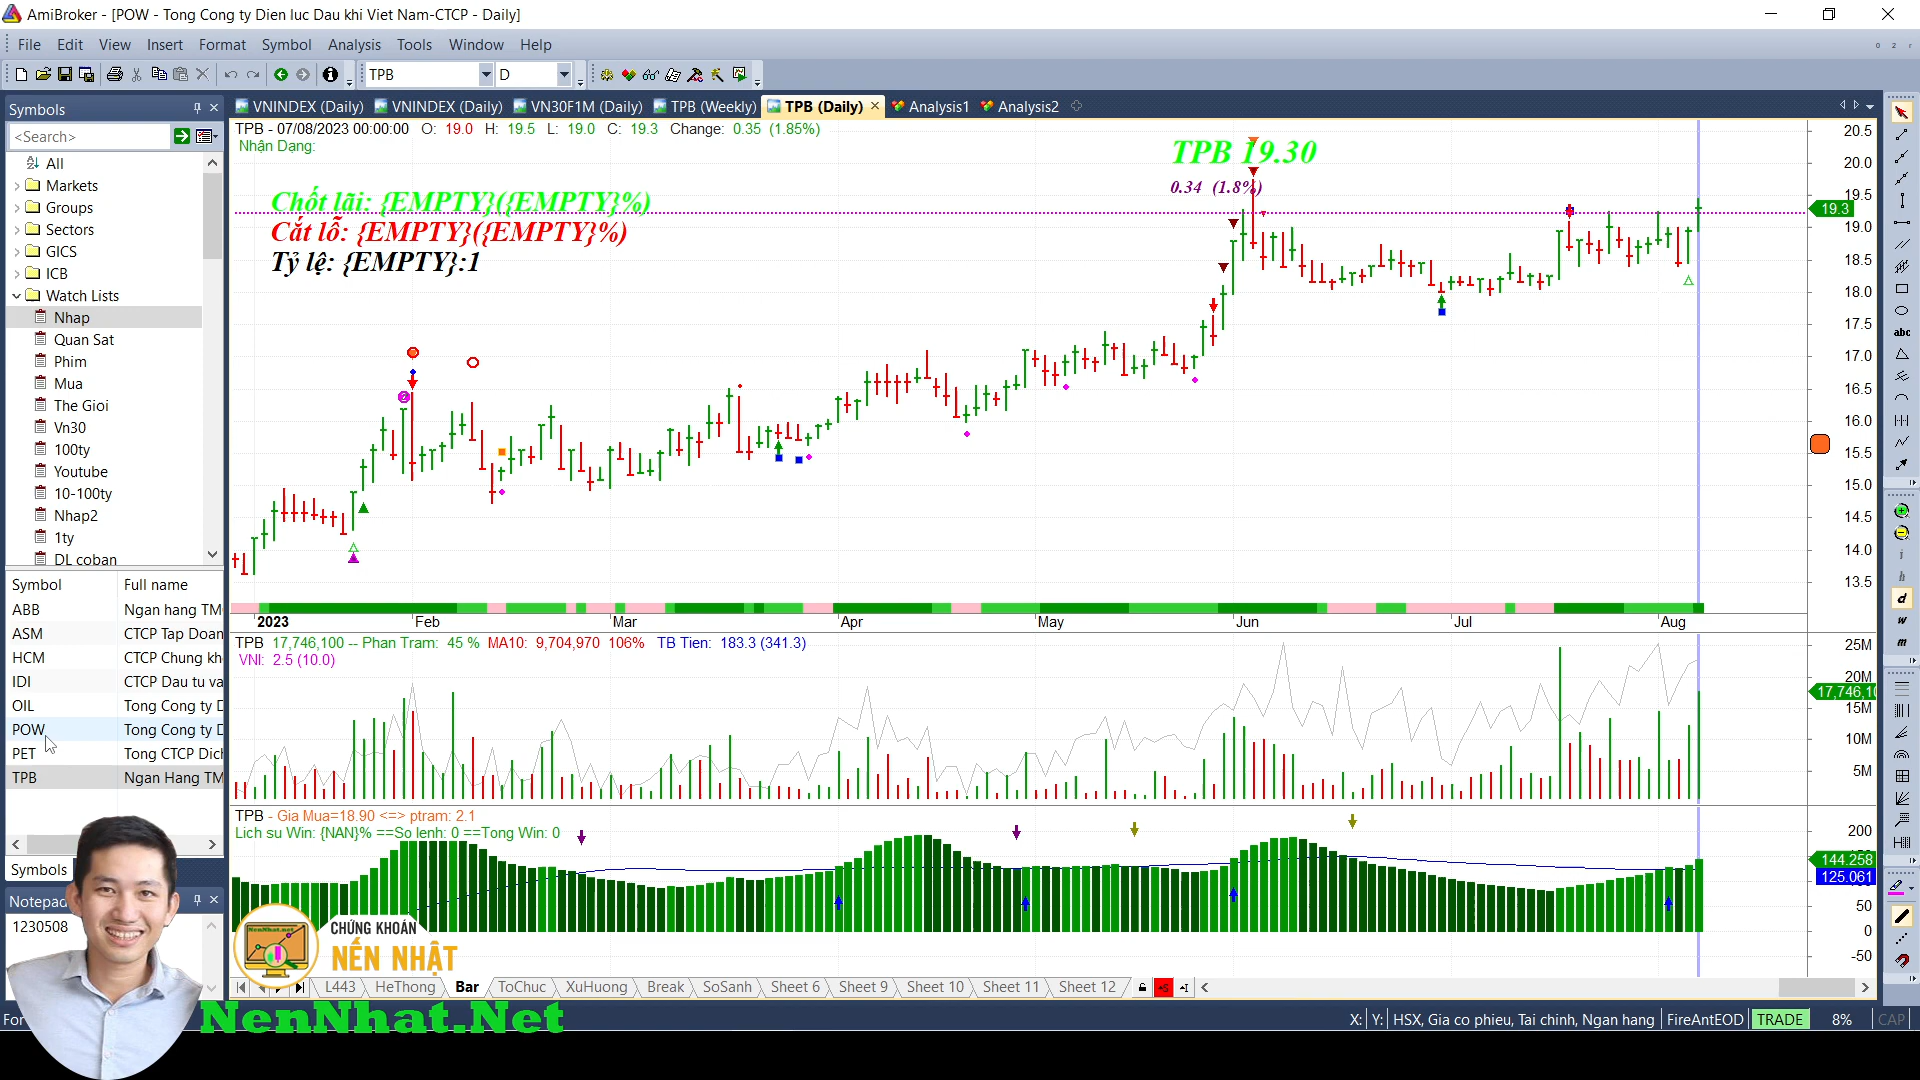 AmiBroker - [POW - Tong Cong ty Dien luc Dau khi Viet Nam-CTCP - Daily]
File Edit View Insert Format Symbol Analysis Tools Window Help
TPB D
Symbols
VNINDEX (Daily) VNINDEX (Daily) VN30F1M (Daily) TPB (Weekly) TPB (Daily) Analysis1 Analysis2
<Search>
All
Markets
Groups
Sectors
GICS
ICB
Watch Lists
Nhap
Quan Sat
Phim
Mua
The Gioi
Vn30
100ty
Youtube
10-100ty
Nhap2
1ty
DL coban
Symbol Full name
ABB Ngan hang TM
ASM CTCP Tap Doan
HCM CTCP Chung kh
IDI CTCP Dau tu va
OIL Tong Cong ty D
POW Tong Cong ty D
PET Tong CTCP Dich
TPB Ngan Hang TM
Symbols
Notepad
1230508
TPB - 07/08/2023 00:00:00 O: 19.0 H: 19.5 L: 19.0 C: 19.3 Change: 0.35 (1.85%)
Nhận Dạng:
TPB 19.30
0.34 (1.8%)
Chốt lãi: {EMPTY}({EMPTY}%)
Cắt lỗ: {EMPTY}({EMPTY}%)
Tỷ lệ: {EMPTY}:1
20.5
20.0
19.5
19.3
19.0
18.5
18.0
17.5
17.0
16.5
16.0
15.5
15.0
14.5
14.0
13.5
2023 Feb Mar Apr May Jun Jul Aug
TPB 17,746,100 -- Phan Tram: 45 % MA10: 9,704,970 106% TB Tien: 183.3 (341.3)
VNI: 2.5 (10.0)
25M
20M
17,746,10
15M
10M
5M
TPB - Gia Mua=18.90 <=> ptram: 2.1
Lich su Win: {NAN}% ==So lenh: 0 ==Tong Win: 0
200
144.258
125.061
50
0
-50
NenNhat.net
CHỨNG KHOÁN
NẾN NHẬT
L443 HeThong Bar ToChuc XuHuong Break SoSanh Sheet 6 Sheet 9 Sheet 10 Sheet 11 Sheet 12
NenNhat.Net
For
X: Y: HSX, Gia co phieu, Tai chinh, Ngan hang FireAntEOD TRADE 8% CAP
abc
i
h
d
w
m